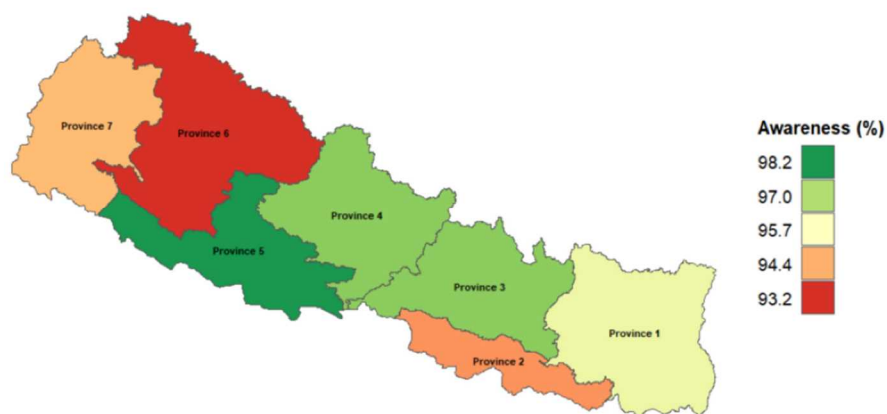 Province 7
Province 6
Province 4
Province 5
Province 3
Province 1
Province 2
Awareness (%)
98.2
97.0
95.7
94.4
93.2